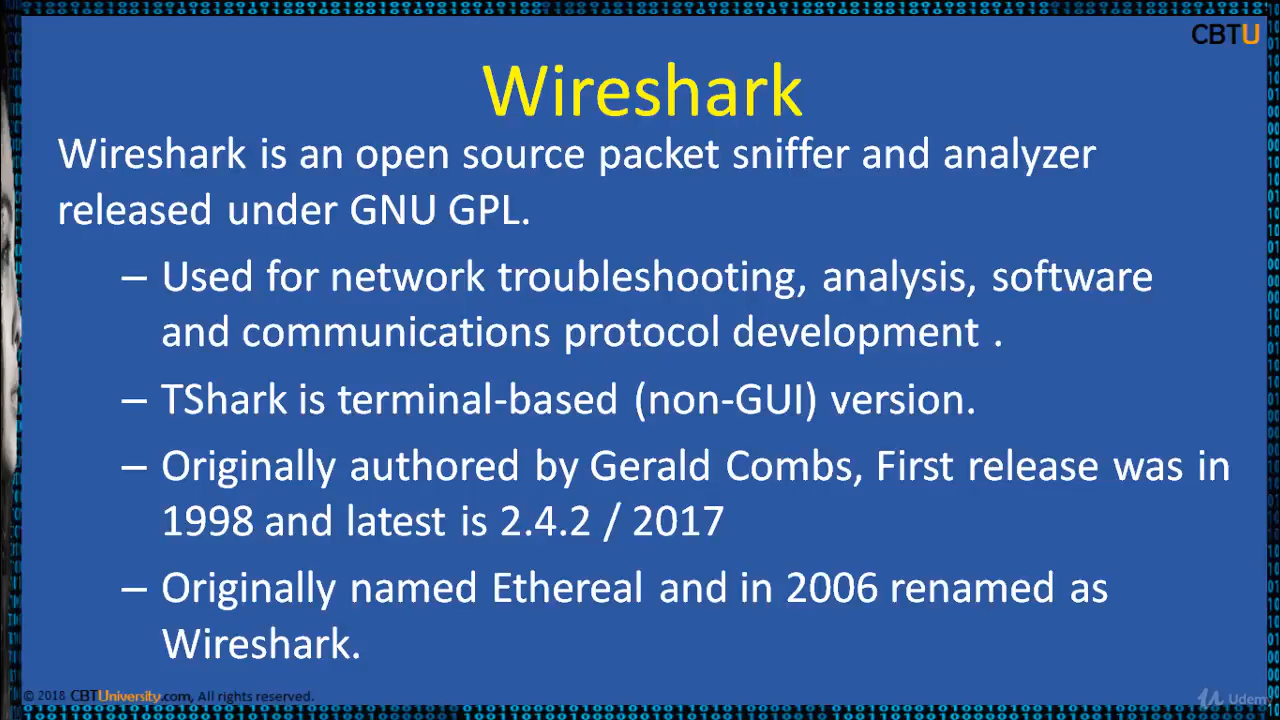 CBTU
Wireshark
Wireshark is an open source packet sniffer and analyzer
released under GNU GPL.
– Used for network troubleshooting, analysis, software
and communications protocol development .
– TShark is terminal-based (non-GUI) version.
– Originally authored by Gerald Combs, First release was in
1998 and latest is 2.4.2 / 2017
– Originally named Ethereal and in 2006 renamed as
Wireshark.
© 2018 CBTUniversity.com, All rights reserved.
Udemy